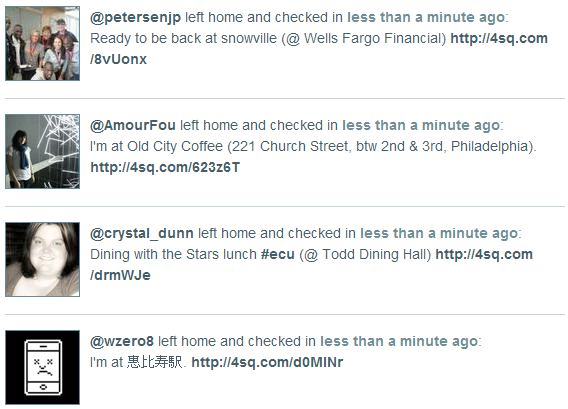 @petersenjp left home and checked in less than a minute ago:
Ready to be back at snowville (@ Wells Fargo Financial) http://4sq.com
/8vUonx
@AmourFou left home and checked in less than a minute ago:
I'm at Old City Coffee (221 Church Street, btw 2nd & 3rd, Philadelphia).
http://4sq.com/623z6T
@crystal_dunn left home and checked in less than a minute ago:
Dining with the Stars lunch #ecu (@ Todd Dining Hall) http://4sq.com
/drmWJe
@wzero8 left home and checked in less than a minute ago:
I'm at 恵比寿駅. http://4sq.com/d0MlNr